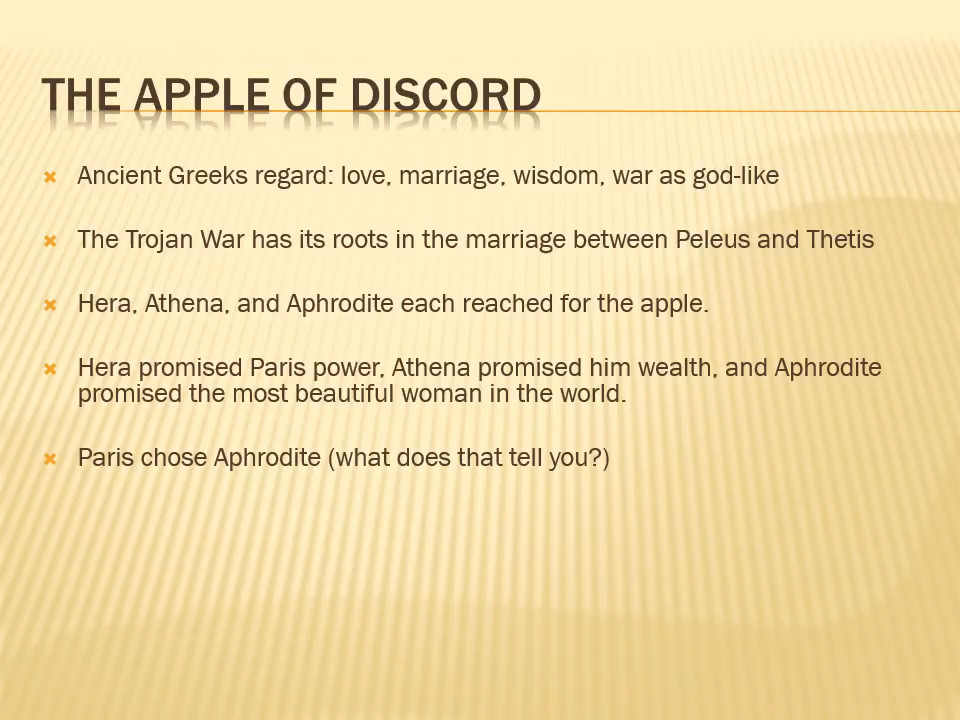 THE APPLE OF DISCORD
Ancient Greeks regard: love, marriage, wisdom, war as god-like
The Trojan War has its roots in the marriage between Peleus and Thetis
Hera, Athena, and Aphrodite each reached for the apple.
Hera promised Paris power, Athena promised him wealth, and Aphrodite
promised the most beautiful woman in the world.
Paris chose Aphrodite (what does that tell you?)